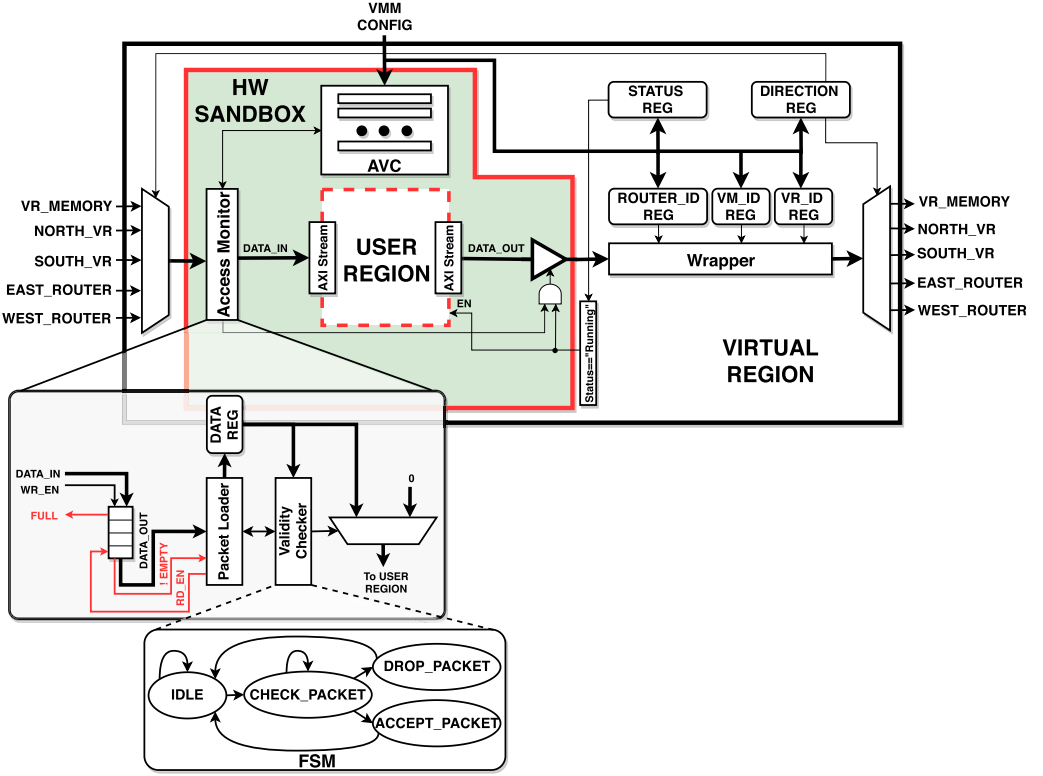 VMM
CONFIG
HW
SANDBOX
AVC
STATUS
REG
DIRECTION
REG
ROUTER_ID
REG
VM_ID
REG
VR_ID
REG
VR_MEMORY
NORTH_VR
SOUTH_VR
EAST_ROUTER
WEST_ROUTER
Access Monitor
DATA_IN
AXI Stream
USER
REGION
AXI Stream
DATA_OUT
EN
Wrapper
Status=="Running"
VR_MEMORY
NORTH_VR
SOUTH_VR
EAST_ROUTER
WEST_ROUTER
VIRTUAL
REGION
DATA
REG
DATA_IN
WR_EN
FULL
DATA_OUT
! EMPTY
RD_EN
Packet Loader
Validity
Checker
0
To USER
REGION
IDLE
CHECK_PACKET
DROP_PACKET
ACCEPT_PACKET
FSM